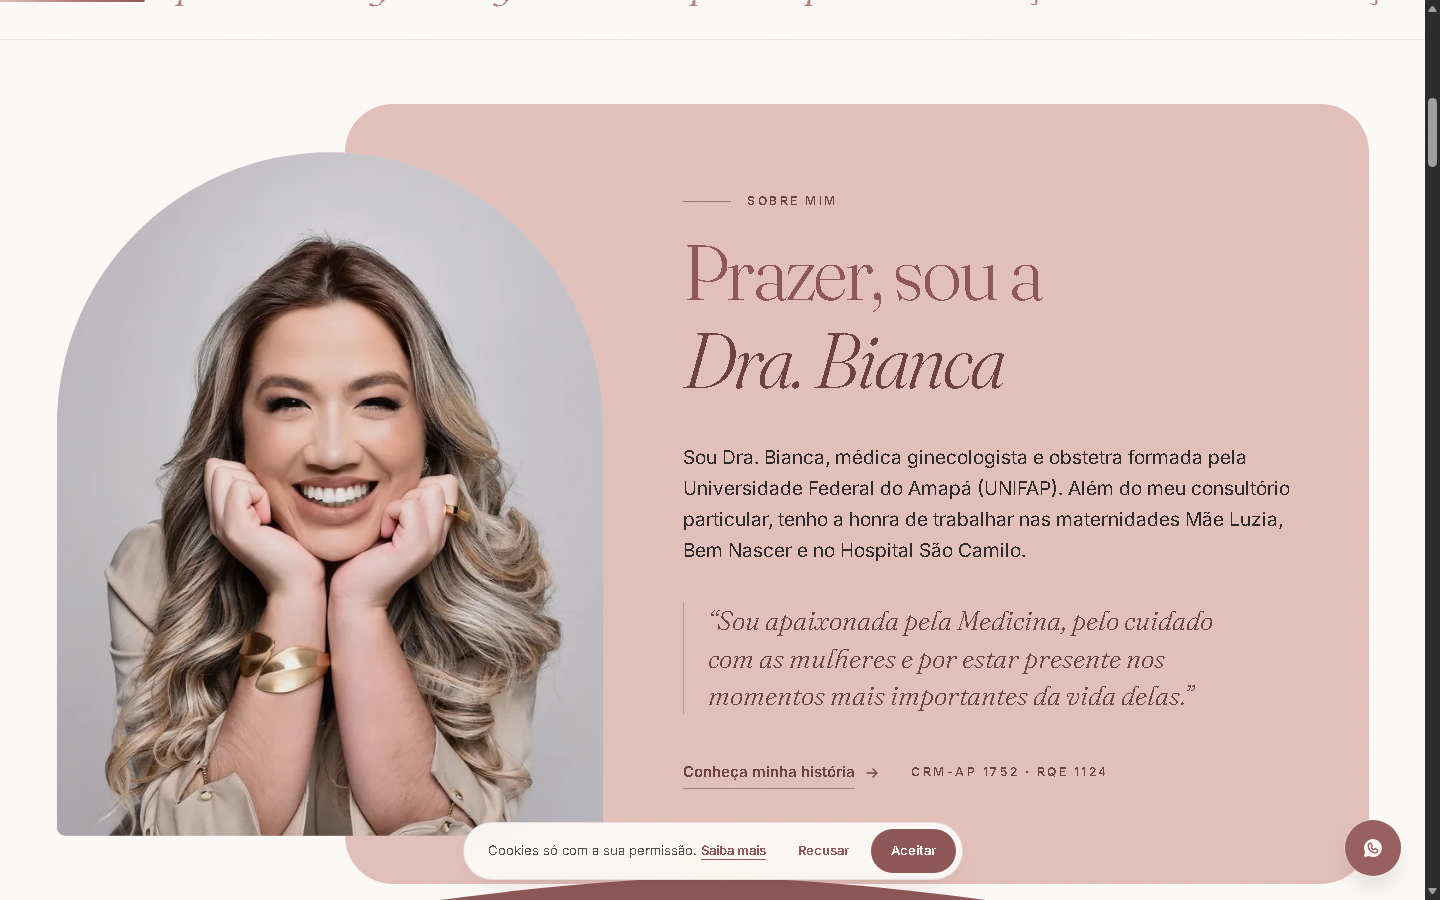 SOBRE MIM
Prazer, sou a
Dra. Bianca
Sou Dra. Bianca, médica ginecologista e obstetra formada pela
Universidade Federal do Amapá (UNIFAP). Além do meu consultório
particular, tenho a honra de trabalhar nas maternidades Mãe Luzia,
Bem Nascer e no Hospital São Camilo.
“Sou apaixonada pela Medicina, pelo cuidado
com as mulheres e por estar presente nos
momentos mais importantes da vida delas.”
Conheça minha história → CRM-AP 1752 · RQE 1124
Cookies só com a sua permissão. Saiba mais Recusar Aceitar